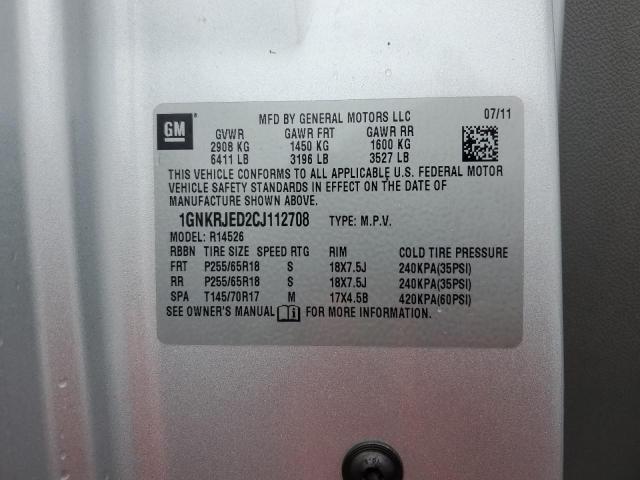 GM
MFD BY GENERAL MOTORS LLC 07/11
GVWR GAWR FRT GAWR RR
2908 KG 1450 KG 1600 KG
6411 LB 3196 LB 3527 LB
THIS VEHICLE CONFORMS TO ALL APPLICABLE U.S. FEDERAL MOTOR
VEHICLE SAFETY STANDARDS IN EFFECT ON THE DATE OF
MANUFACTURE SHOWN ABOVE.
1GNKRJED2CJ112708 TYPE: M.P.V.
MODEL: R14526
RBBN TIRE SIZE SPEED RTG RIM COLD TIRE PRESSURE
FRT P255/65R18 S 18X7.5J 240KPA(35PSI)
RR P255/65R18 S 18X7.5J 240KPA(35PSI)
SPA T145/70R17 M 17X4.5B 420KPA(60PSI)
SEE OWNER'S MANUAL i FOR MORE INFORMATION.